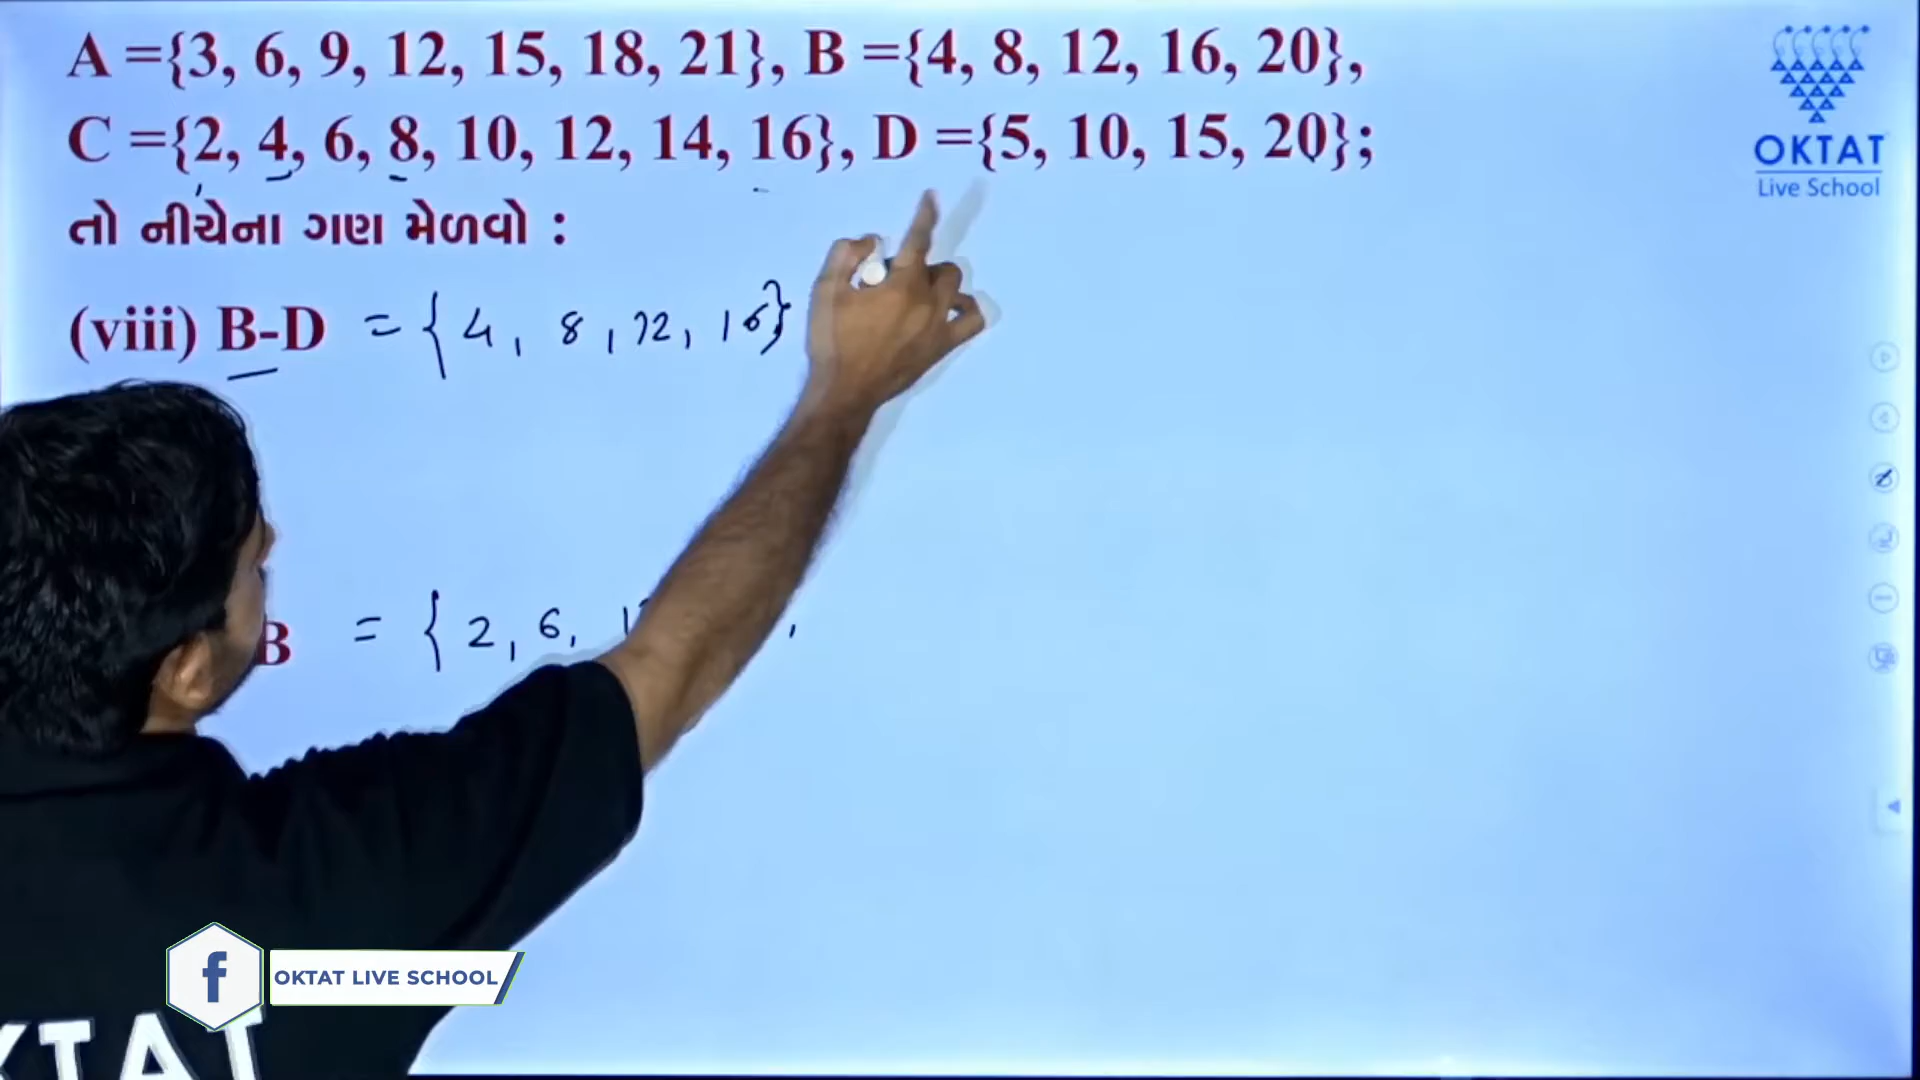 A ={3, 6, 9, 12, 15, 18, 21}, B ={4, 8, 12, 16, 20},
C ={2, 4, 6, 8, 10, 12, 14, 16}, D ={5, 10, 15, 20};
તો નીચેના ગણ મેળવો :
(viii) B-D = { 4, 8, 12, 16}
B = { 2, 6,
OKTAT
Live School
OKTAT LIVE SCHOOL
KTAT